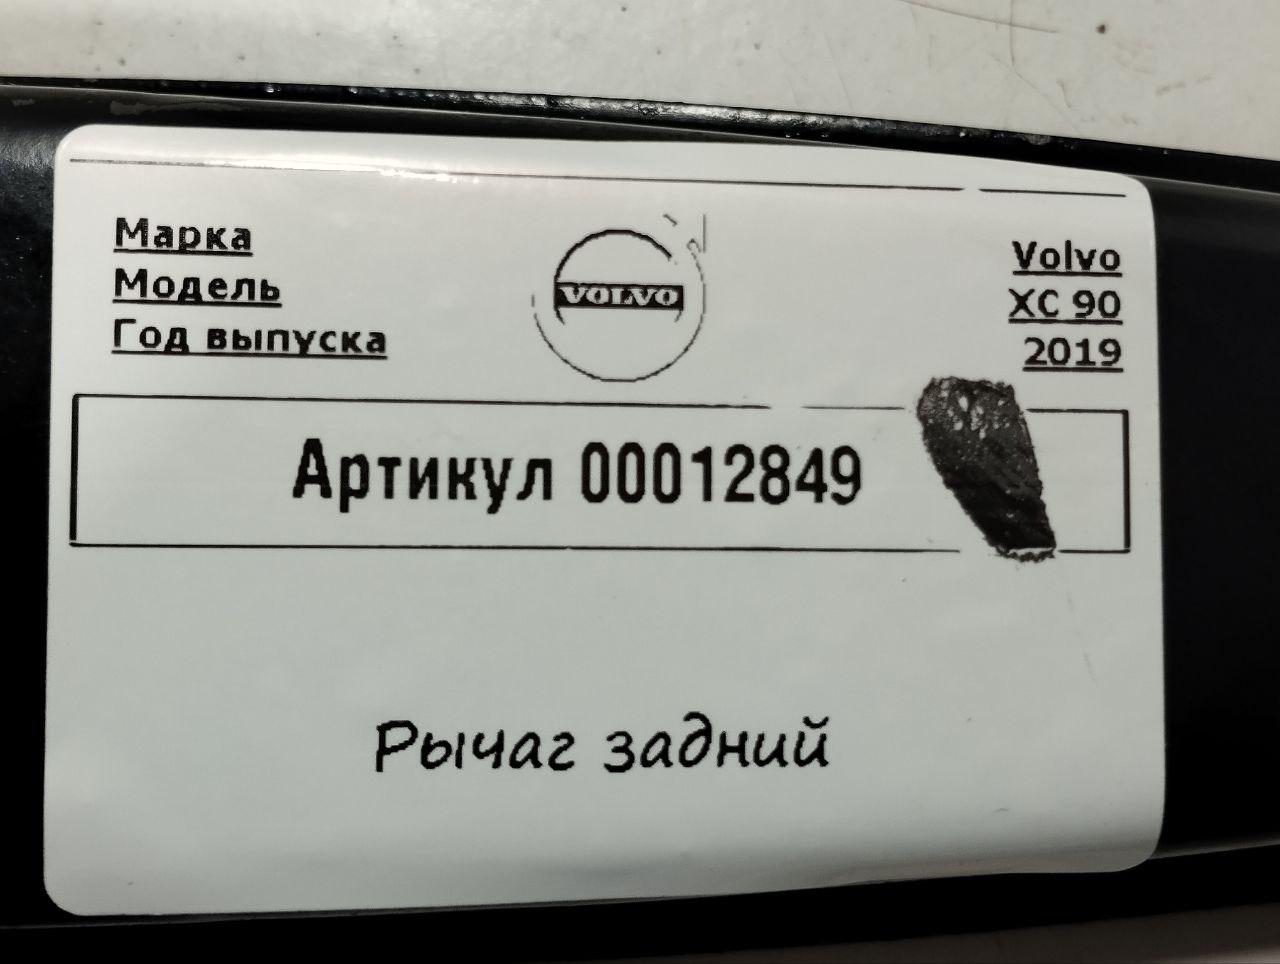 Марка VOLVO Volvo
Модель XC 90
Год выпуска 2019
Артикул 00012849
Рычаг задний